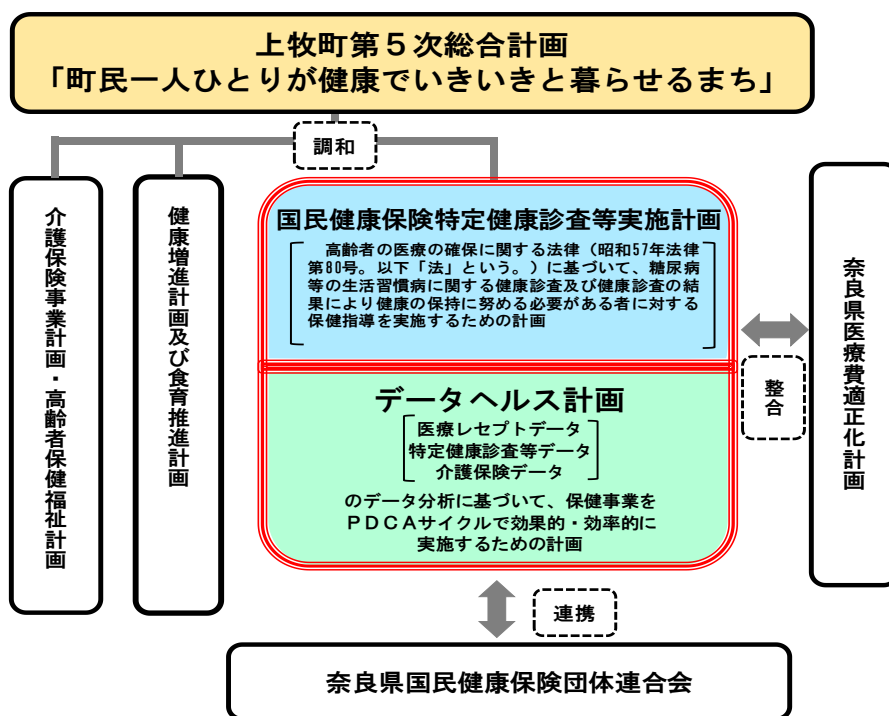 上牧町第５次総合計画
「町民一人ひとりが健康でいきいきと暮らせるまち」
調和
介護保険事業計画・高齢者保健福祉計画
健康増進計画及び食育推進計画
国民健康保険特定健康診査等実施計画
高齢者の医療の確保に関する法律（昭和57年法律
第80号。以下「法」という。）に基づいて、糖尿病
等の生活習慣病に関する健康診査及び健康診査の結
果により健康の保持に努める必要がある者に対する
保健指導を実施するための計画
データヘルス計画
医療レセプトデータ
特定健康診査等データ
介護保険データ
のデータ分析に基づいて、保健事業を
ＰＤＣＡサイクルで効果的・効率的に
実施するための計画
整合
奈良県医療費適正化計画
連携
奈良県国民健康保険団体連合会